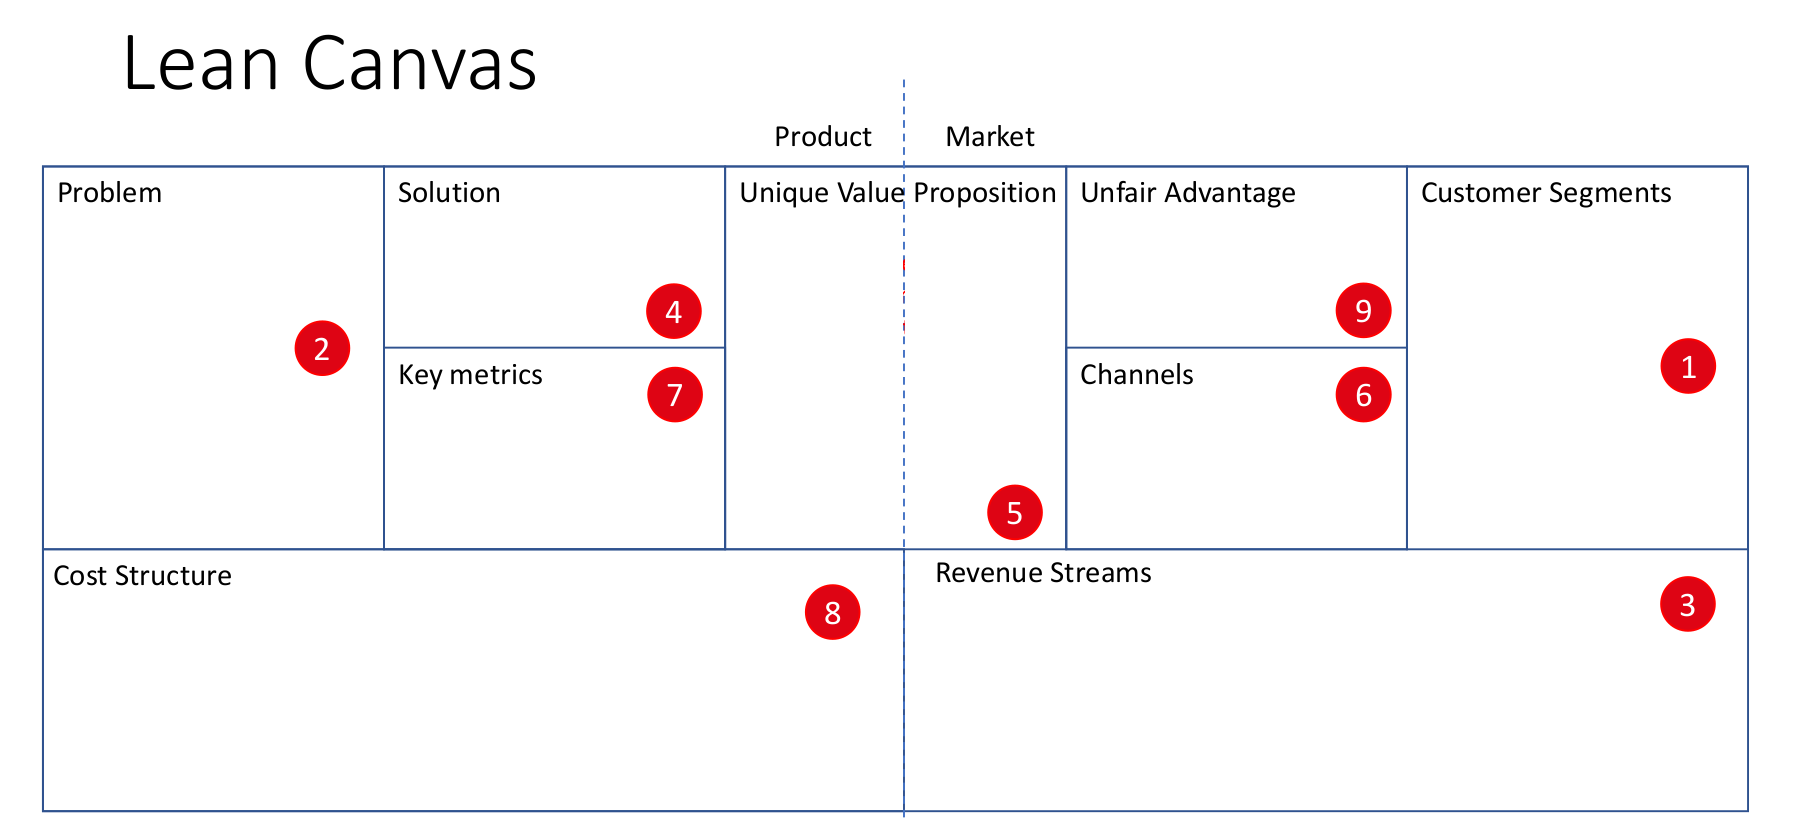 Lean Canvas
Product
Market
Problem
2
Solution
4
Key metrics
7
Unique Value Proposition
5
Unfair Advantage
9
Channels
6
Customer Segments
1
Cost Structure
8
Revenue Streams
3